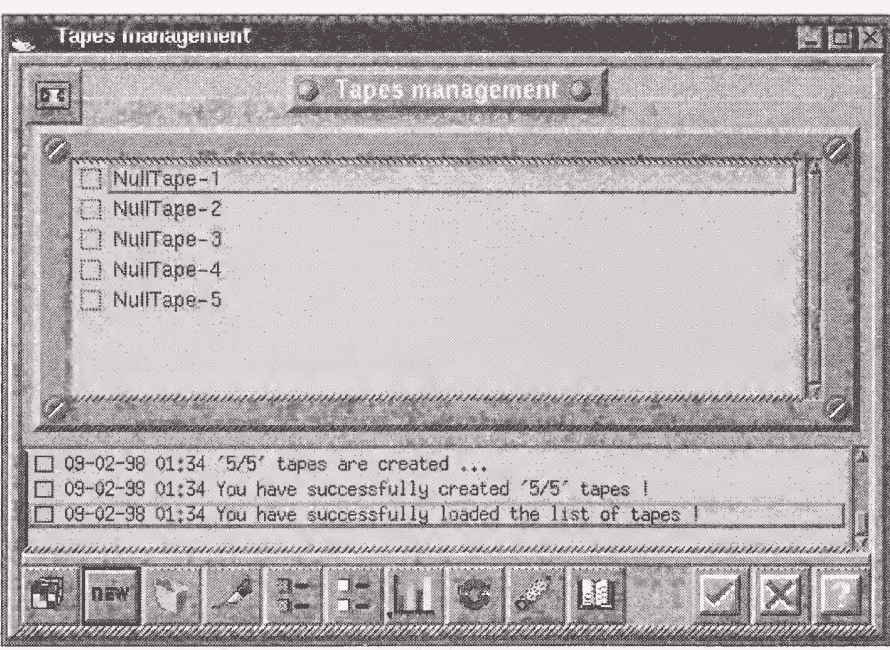 Tapes management
Tapes management
NullTape-1
NullTape-2
NullTape-3
NullTape-4
NullTape-5
09-02-98 01:34 '5/5' tapes are created ...
09-02-98 01:34 You have successfully created '5/5' tapes !
09-02-98 01:34 You have successfully loaded the list of tapes !
new
?